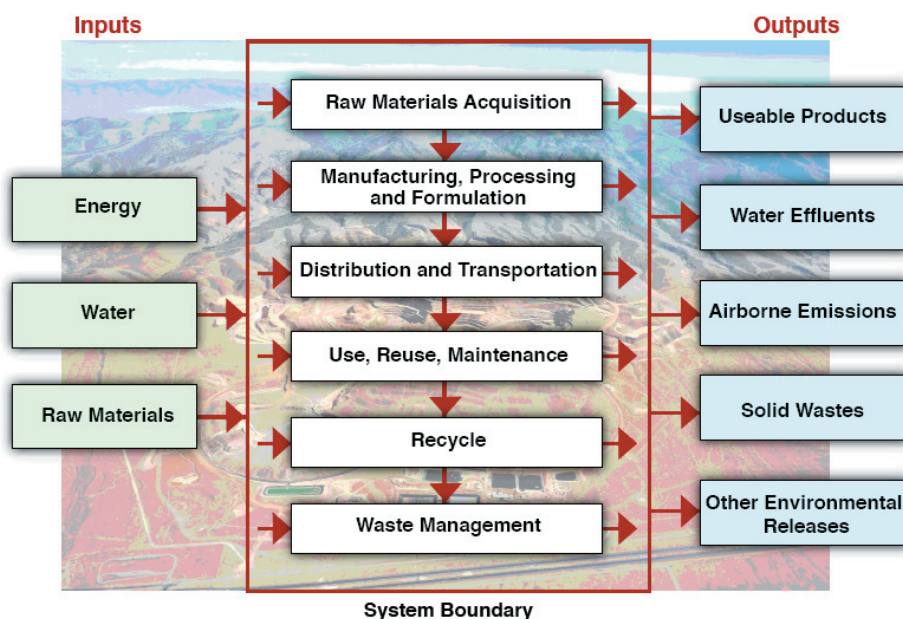 Inputs
Outputs
Raw Materials Acquisition
Manufacturing, Processing
and Formulation
Distribution and Transportation
Use, Reuse, Maintenance
Recycle
Waste Management
Energy
Water
Raw Materials
Useable Products
Water Effluents
Airborne Emissions
Solid Wastes
Other Environmental
Releases
System Boundary